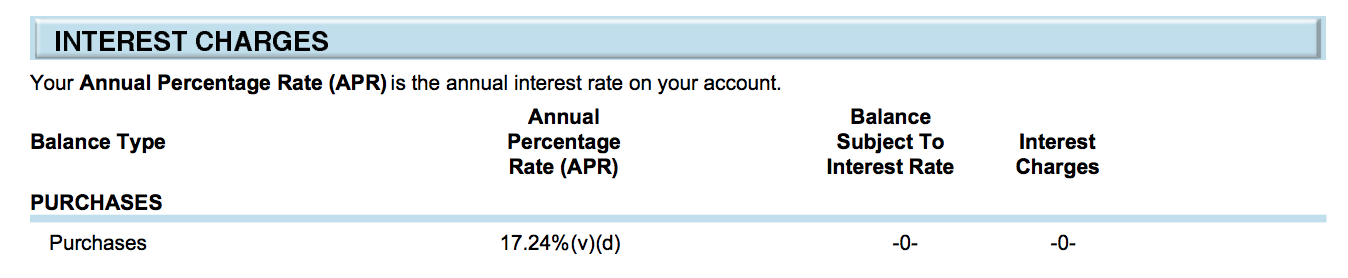 INTEREST CHARGES
Your Annual Percentage Rate (APR) is the annual interest rate on your account.
Balance Type
Annual
Percentage
Rate (APR)
Balance
Subject To
Interest Rate
Interest
Charges
PURCHASES
Purchases 17.24%(v)(d) -0- -0-